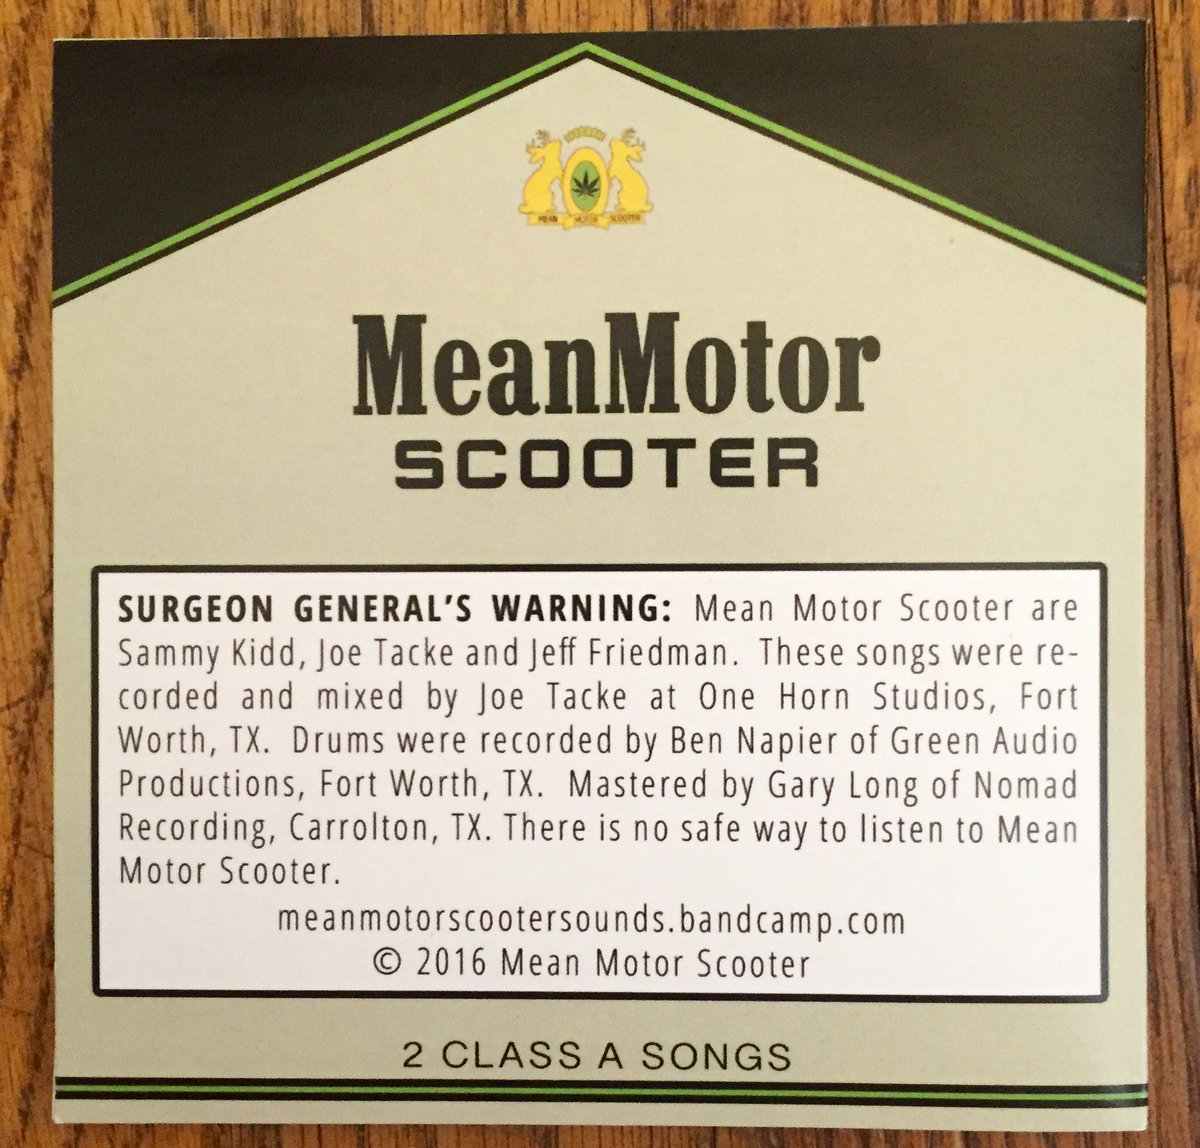 MEAN MOTOR SCOOTER
MeanMotor
SCOOTER
SURGEON GENERAL'S WARNING: Mean Motor Scooter are
Sammy Kidd, Joe Tacke and Jeff Friedman. These songs were re-
corded and mixed by Joe Tacke at One Horn Studios, Fort
Worth, TX. Drums were recorded by Ben Napier of Green Audio
Productions, Fort Worth, TX. Mastered by Gary Long of Nomad
Recording, Carrolton, TX. There is no safe way to listen to Mean
Motor Scooter.
meanmotorscootersounds.bandcamp.com
© 2016 Mean Motor Scooter
2 CLASS A SONGS